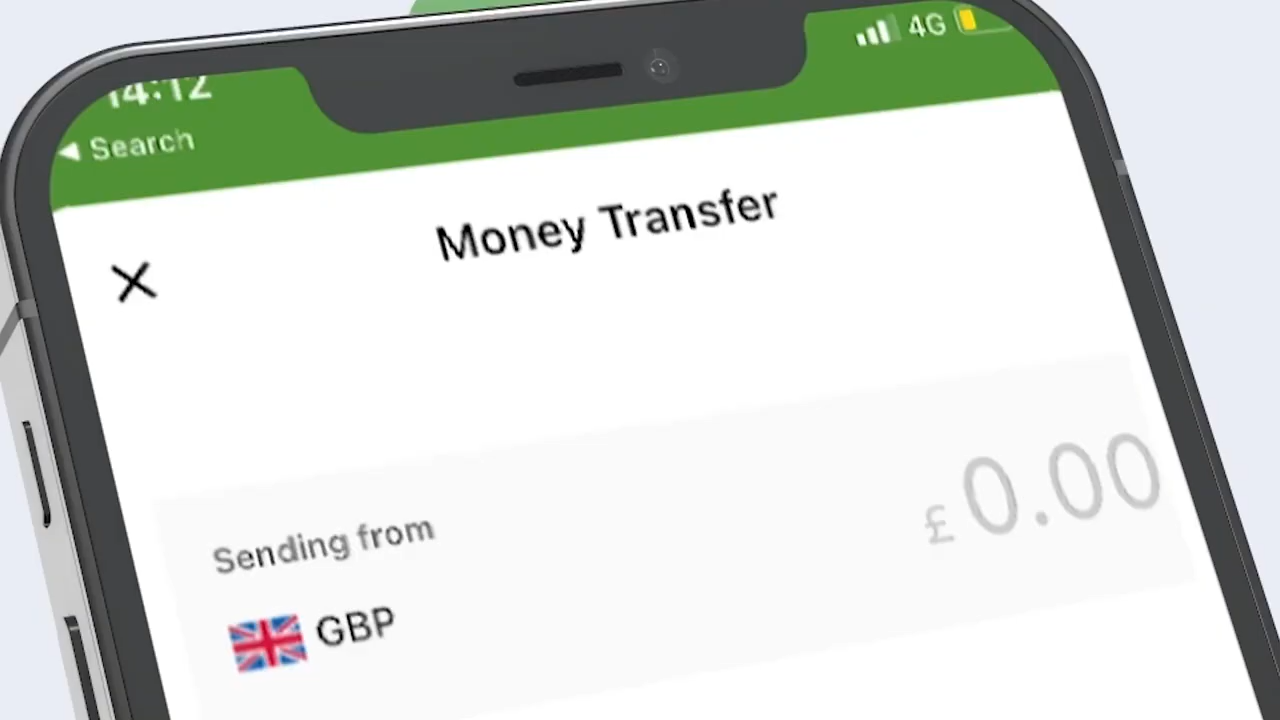 14:12
4G
◀ Search
Money Transfer
£0.00
Sending from
GBP